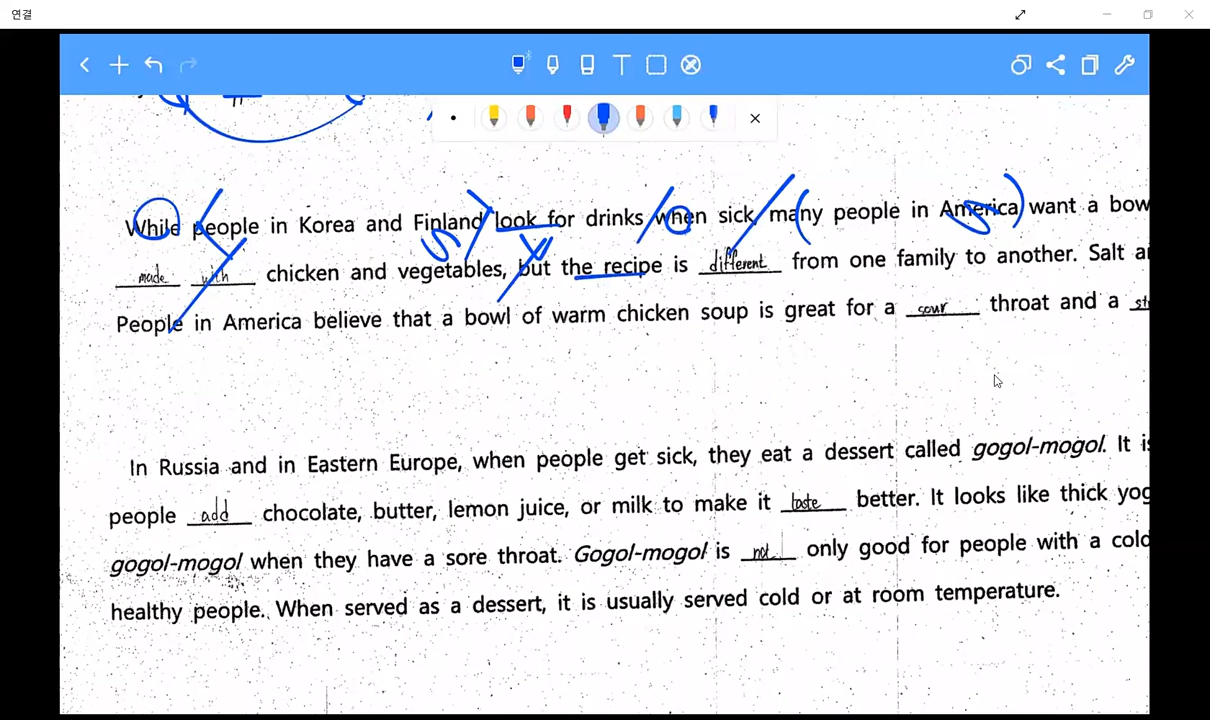 연결
While people in Korea and Finland look for drinks when sick, many people in America want a bow
made with chicken and vegetables, but the recipe is different from one family to another. Salt a
People in America believe that a bowl of warm chicken soup is great for a sour throat and a st
In Russia and in Eastern Europe, when people get sick, they eat a dessert called gogol-mogol. It is
people add chocolate, butter, lemon juice, or milk to make it taste better. It looks like thick yog
gogol-mogol when they have a sore throat. Gogol-mogol is not only good for people with a cold
healthy people. When served as a dessert, it is usually served cold or at room temperature.